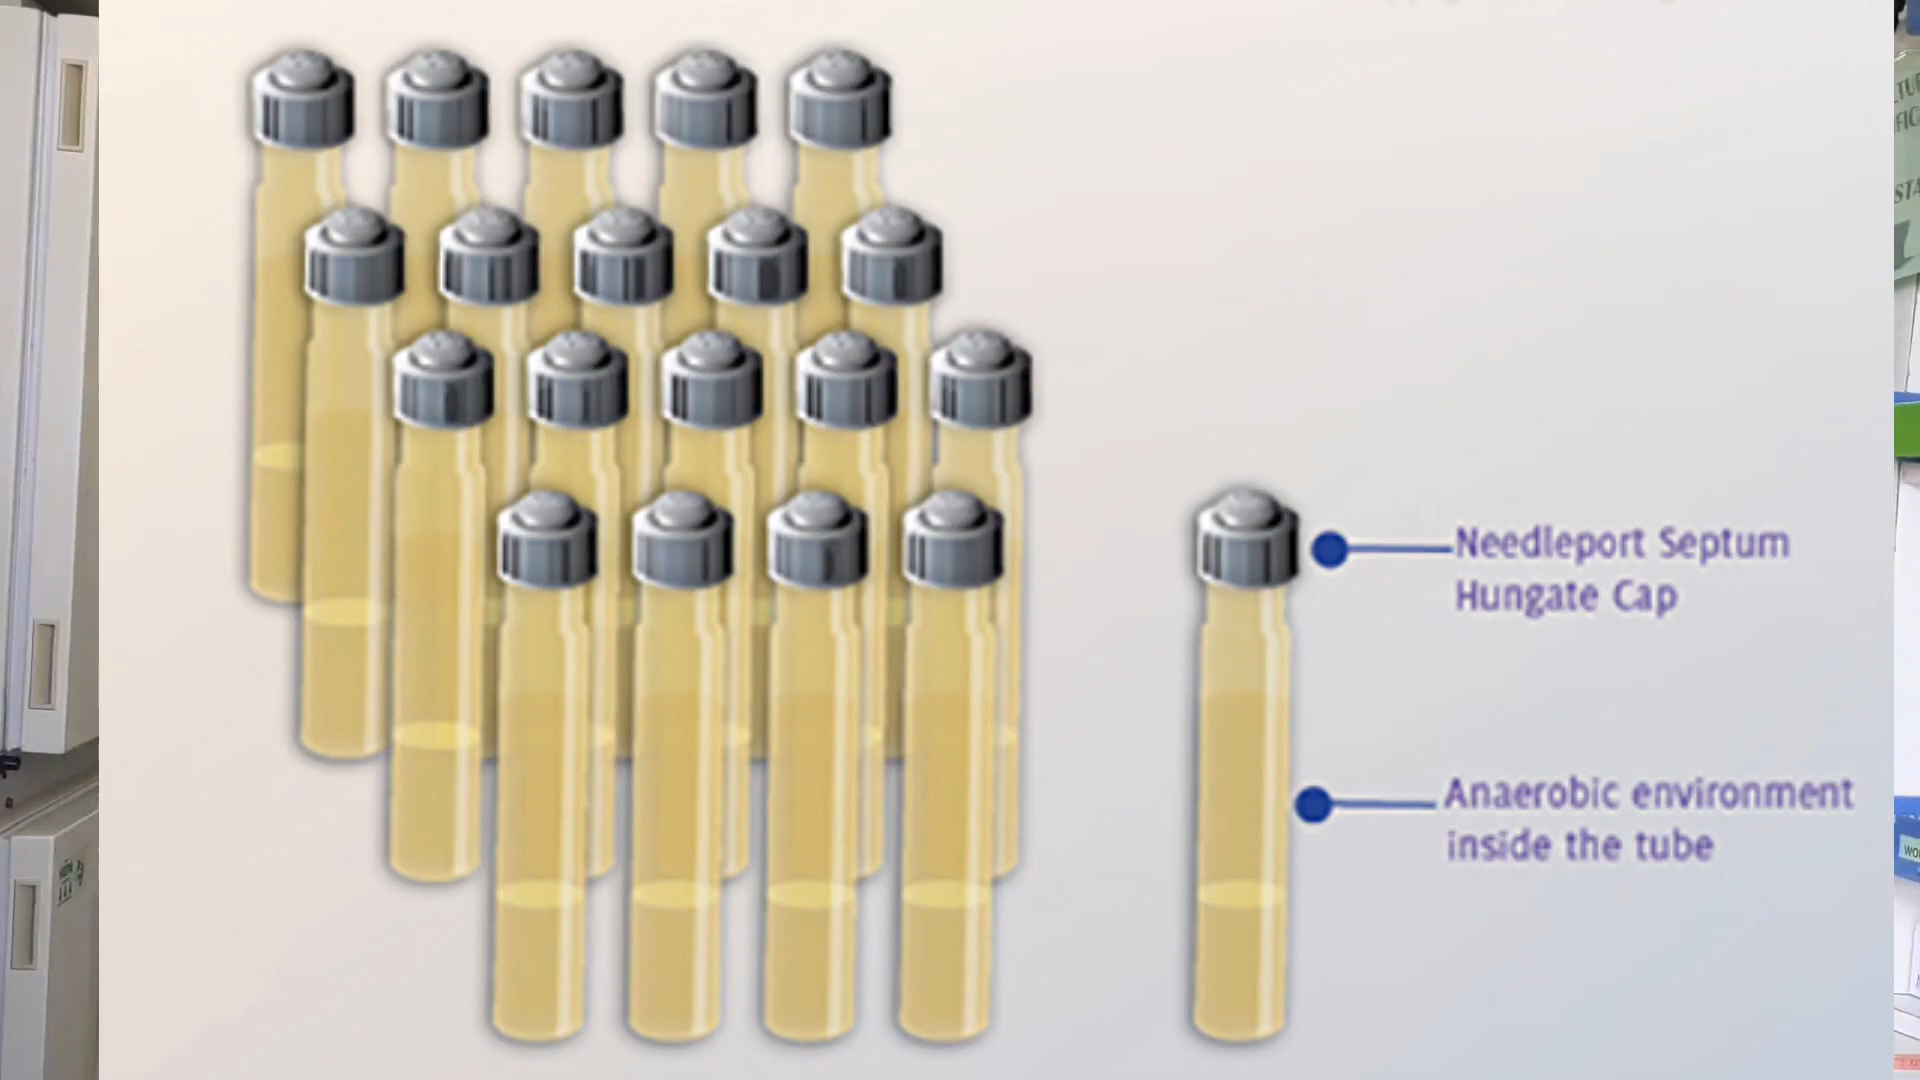 Needleport Septum
Hungate Cap
Anaerobic environment
inside the tube